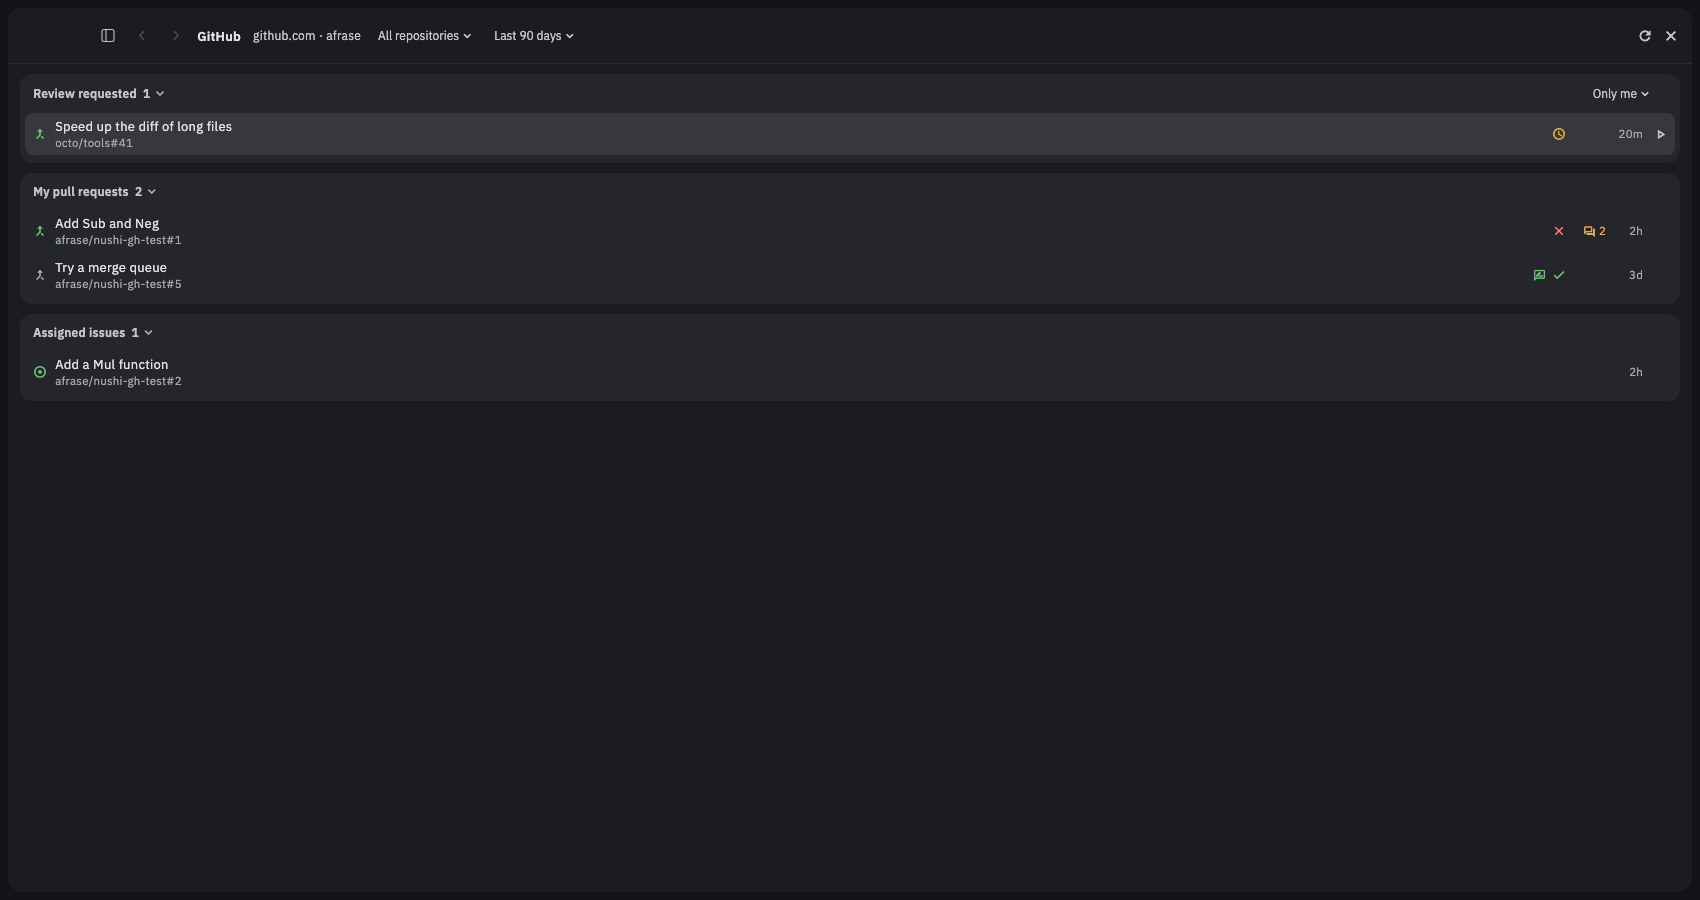 GitHub github.com · afrase All repositories Last 90 days
Review requested 1 Only me
Speed up the diff of long files
octo/tools#41
20m
My pull requests 2
Add Sub and Neg
afrase/nushi-gh-test#1
2 2h
Try a merge queue
afrase/nushi-gh-test#5
3d
Assigned issues 1
Add a Mul function
afrase/nushi-gh-test#2
2h